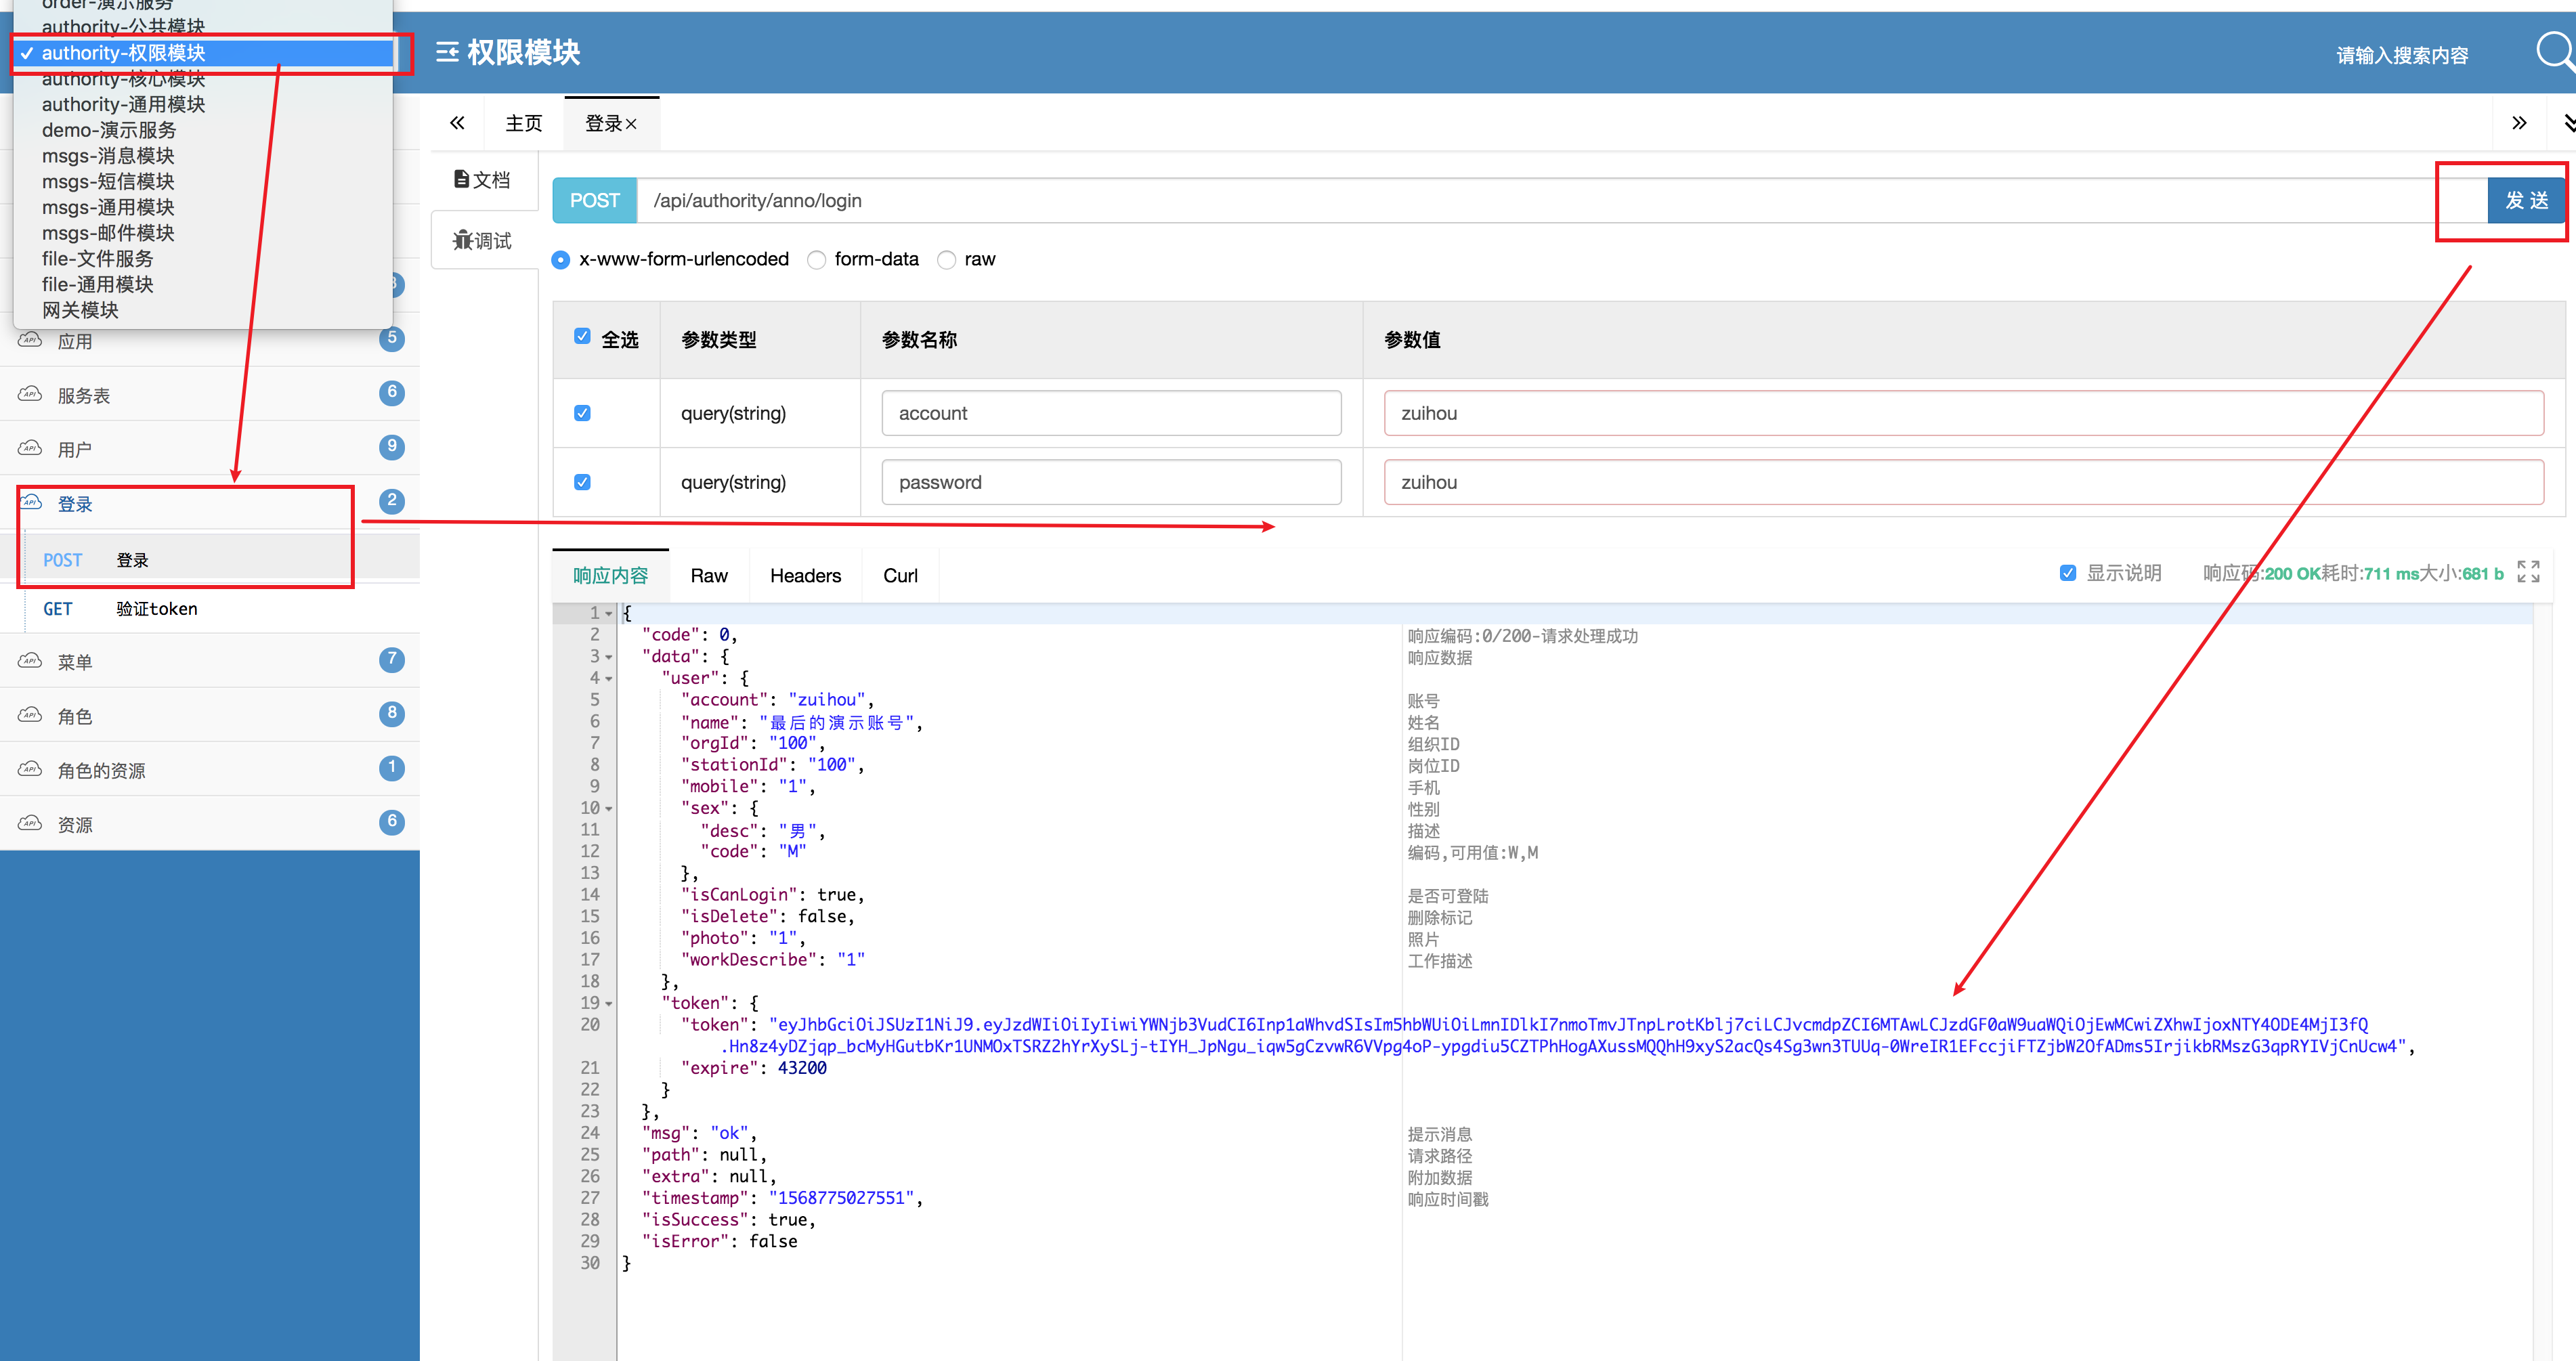 order-演示服务
authority-公共模块
authority-权限模块
authority-核心模块
authority-通用模块
demo-演示服务
msgs-消息模块
msgs-短信模块
msgs-通用模块
msgs-邮件模块
file-文件服务
file-通用模块
网关模块
权限模块
请输入搜索内容
主页
登录×
文档
调试
POST /api/authority/anno/login
发 送
x-www-form-urlencoded form-data raw
全选 参数类型 参数名称 参数值
query(string) account zuihou
query(string) password zuihou
应用 5
服务表 6
用户 9
登录 2
POST 登录
GET 验证token
菜单 7
角色 8
角色的资源 1
资源 6
响应内容 Raw Headers Curl
显示说明 响应码:200 OK耗时:711 ms大小:681 b
1 {
2 "code": 0, 响应编码:0/200-请求处理成功
3 "data": { 响应数据
4 "user": {
5 "account": "zuihou", 账号
6 "name": "最后的演示账号", 姓名
7 "orgId": "100", 组织ID
8 "stationId": "100", 岗位ID
9 "mobile": "1", 手机
10 "sex": { 性别
11 "desc": "男", 描述
12 "code": "M" 编码,可用值:W,M
13 },
14 "isCanLogin": true, 是否可登陆
15 "isDelete": false, 删除标记
16 "photo": "1", 照片
17 "workDescribe": "1" 工作描述
18 },
19 "token": {
20 "token": "eyJhbGciOiJSUzI1NiJ9.eyJzdWIiOiIyIiwiYWNjb3VudCI6Inp1aWhvdSIsIm5hbWUiOiLmnIDlkI7nmoTmvJTnpLrotKblj7ciLCJvcmdpZCI6MTAwLCJzdGF0aW9uaWQiOjEwMCwiZXhwIjoxNTY4ODE4MjI3fQ
.Hn8z4yDZjqp_bcMyHGutbKr1UNMOxTSRZ2hYrXySLj-tIYH_JpNgu_iqw5gCzvwR6VVpg4oP-ypgdiu5CZTPhHogAXussMQQhH9xyS2acQs4Sg3wn3TUUq-0WreIR1EFccjiFTZjbW2OfADms5IrjikbRMszG3qpRYIVjCnUcw4",
21 "expire": 43200
22 }
23 },
24 "msg": "ok", 提示消息
25 "path": null, 请求路径
26 "extra": null, 附加数据
27 "timestamp": "1568775027551", 响应时间戳
28 "isSuccess": true,
29 "isError": false
30 }